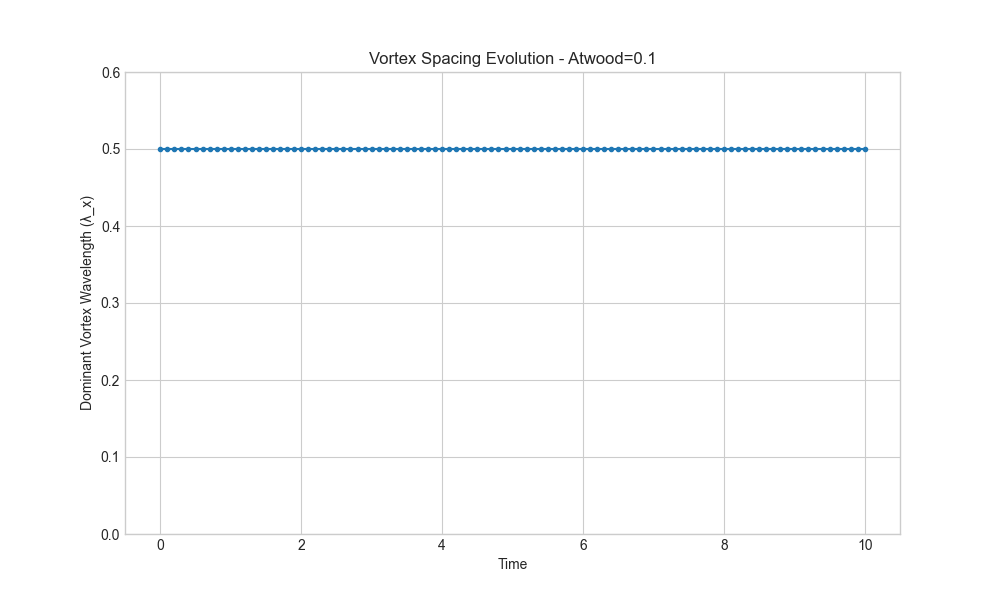 Vortex Spacing Evolution - Atwood=0.1
Dominant Vortex Wavelength (λ_x)
0.6
0.5
0.4
0.3
0.2
0.1
0.0
0 2 4 6 8 10
Time